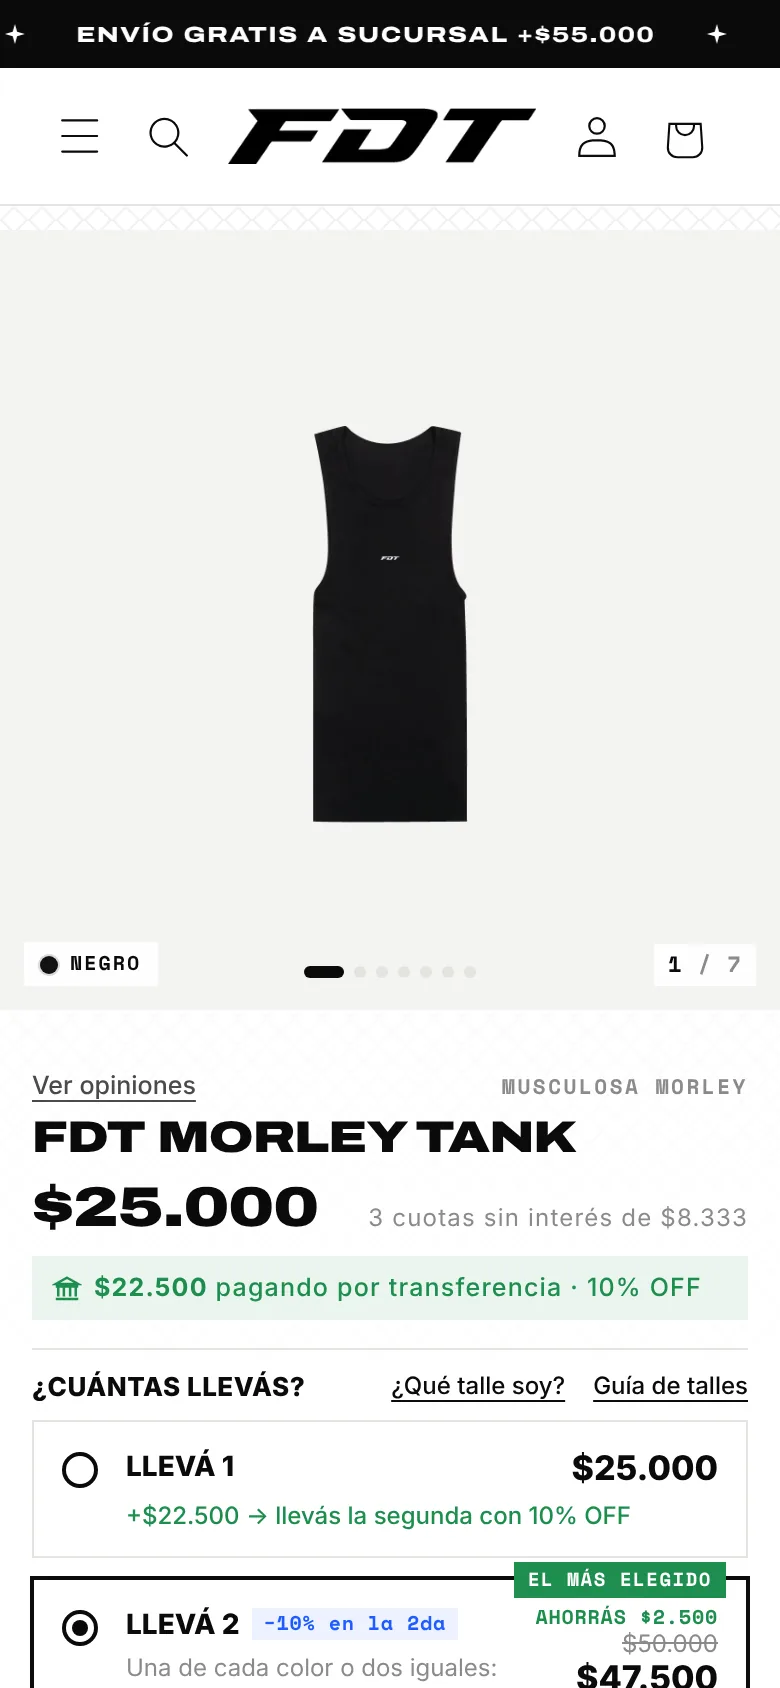 ENVÍO GRATIS A SUCURSAL +$55.000
FDT
FDT
NEGRO
1 / 7
Ver opiniones
MUSCULOSA MORLEY
FDT MORLEY TANK
$25.000
3 cuotas sin interés de $8.333
$22.500 pagando por transferencia · 10% OFF
¿CUÁNTAS LLEVÁS?
¿Qué talle soy?
Guía de talles
LLEVÁ 1
$25.000
+$22.500 → llevás la segunda con 10% OFF
EL MÁS ELEGIDO
LLEVÁ 2
-10% en la 2da
AHORRÁS $2.500
$50.000
Una de cada color o dos iguales:
$47.500